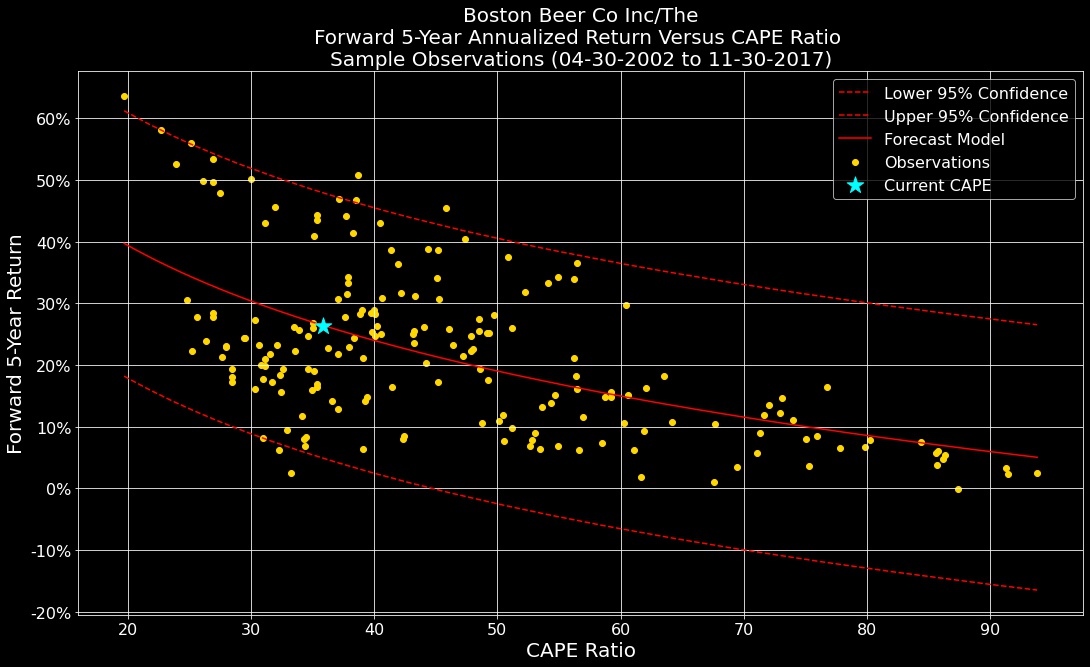 Boston Beer Co Inc/The
Forward 5-Year Annualized Return Versus CAPE Ratio
Sample Observations (04-30-2002 to 11-30-2017)
Lower 95% Confidence
Upper 95% Confidence
Forecast Model
Observations
Current CAPE
Forward 5-Year Return
60%
50%
40%
30%
20%
10%
0%
-10%
-20%
20 30 40 50 60 70 80 90
CAPE Ratio